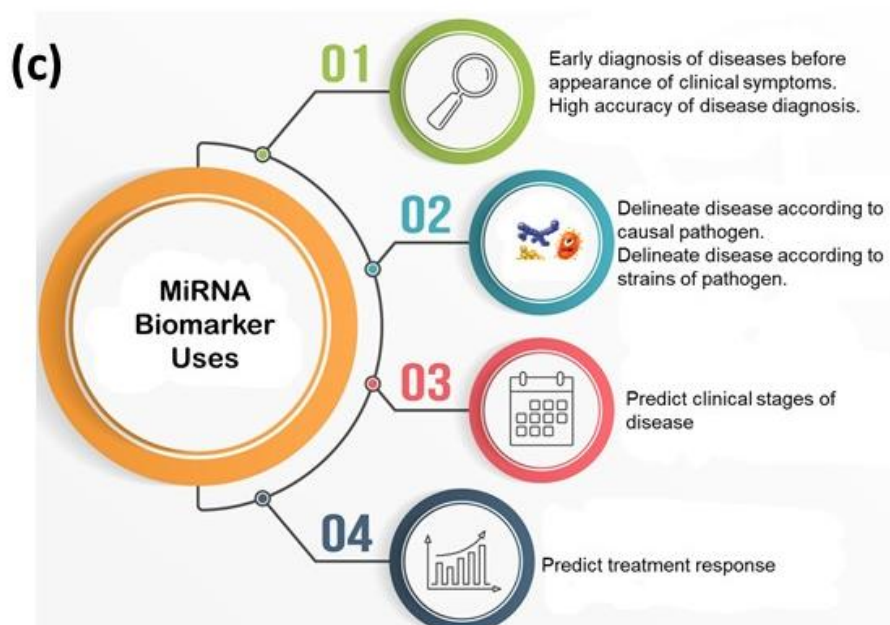 (c)
MiRNA
Biomarker
Uses
01
Early diagnosis of diseases before
appearance of clinical symptoms.
High accuracy of disease diagnosis.
02
Delineate disease according to
causal pathogen.
Delineate disease according to
strains of pathogen.
03
Predict clinical stages of
disease
04
Predict treatment response